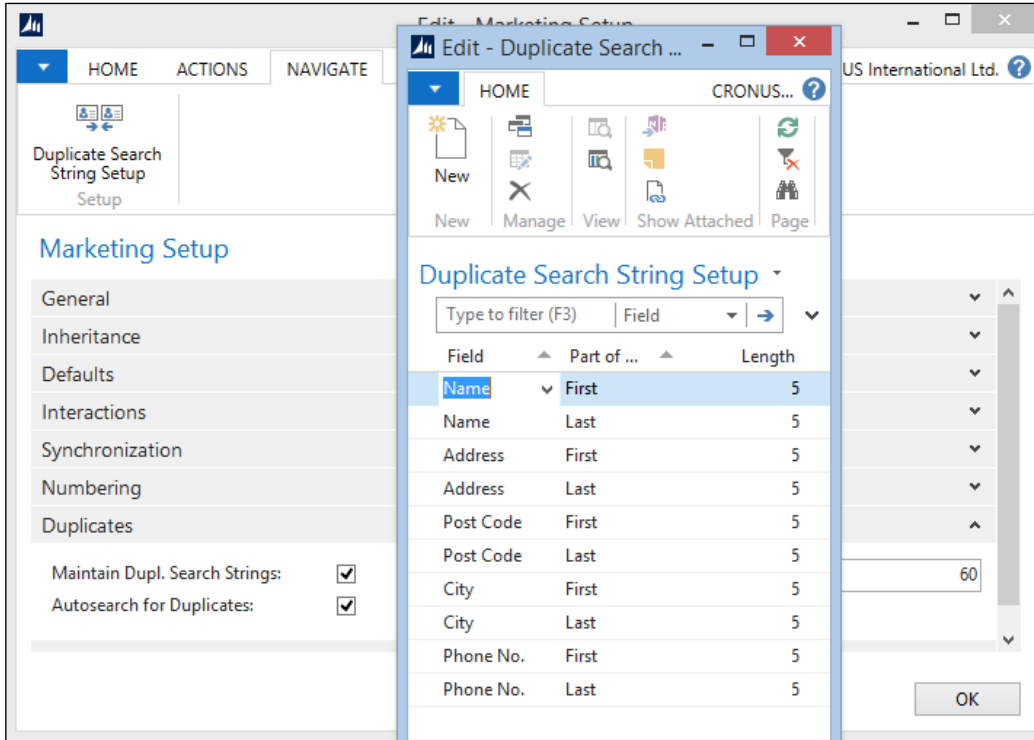 Edit - Marketing Setup
HOME ACTIONS NAVIGATE
US International Ltd.
Duplicate Search
String Setup
Setup
Marketing Setup
General
Inheritance
Defaults
Interactions
Synchronization
Numbering
Duplicates
Maintain Dupl. Search Strings:
60
Autosearch for Duplicates:
OK
Edit - Duplicate Search ...
HOME CRONUS...
New
New Manage View Show Attached Page
Duplicate Search String Setup
Type to filter (F3) Field
Field Part of ... Length
Name First 5
Name Last 5
Address First 5
Address Last 5
Post Code First 5
Post Code Last 5
City First 5
City Last 5
Phone No. First 5
Phone No. Last 5